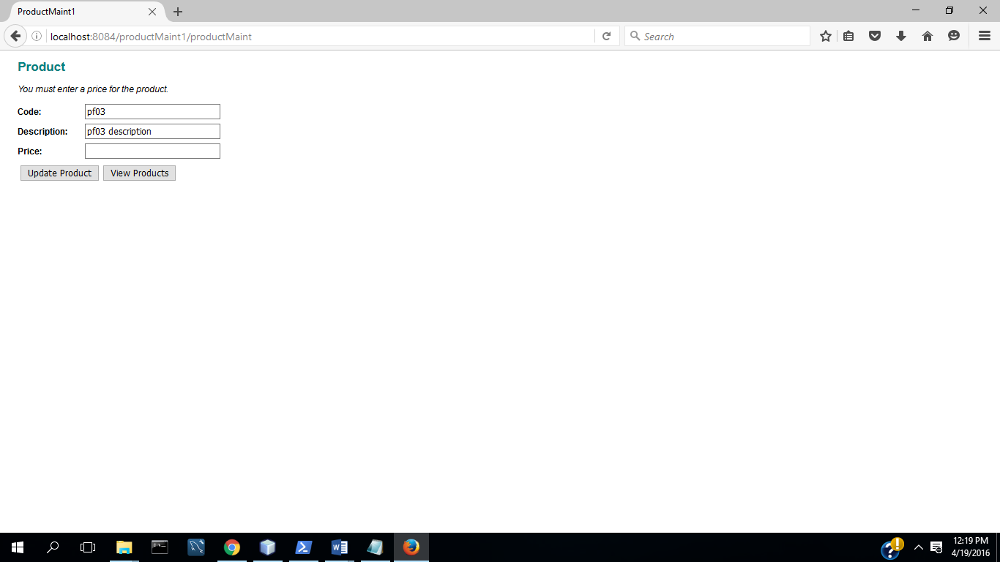 ProductMaint1
localhost:8084/productMaint1/productMaint
Search
Product
You must enter a price for the product.
Code: pf03
Description: pf03 description
Price:
Update Product View Products
12:19 PM
4/19/2016